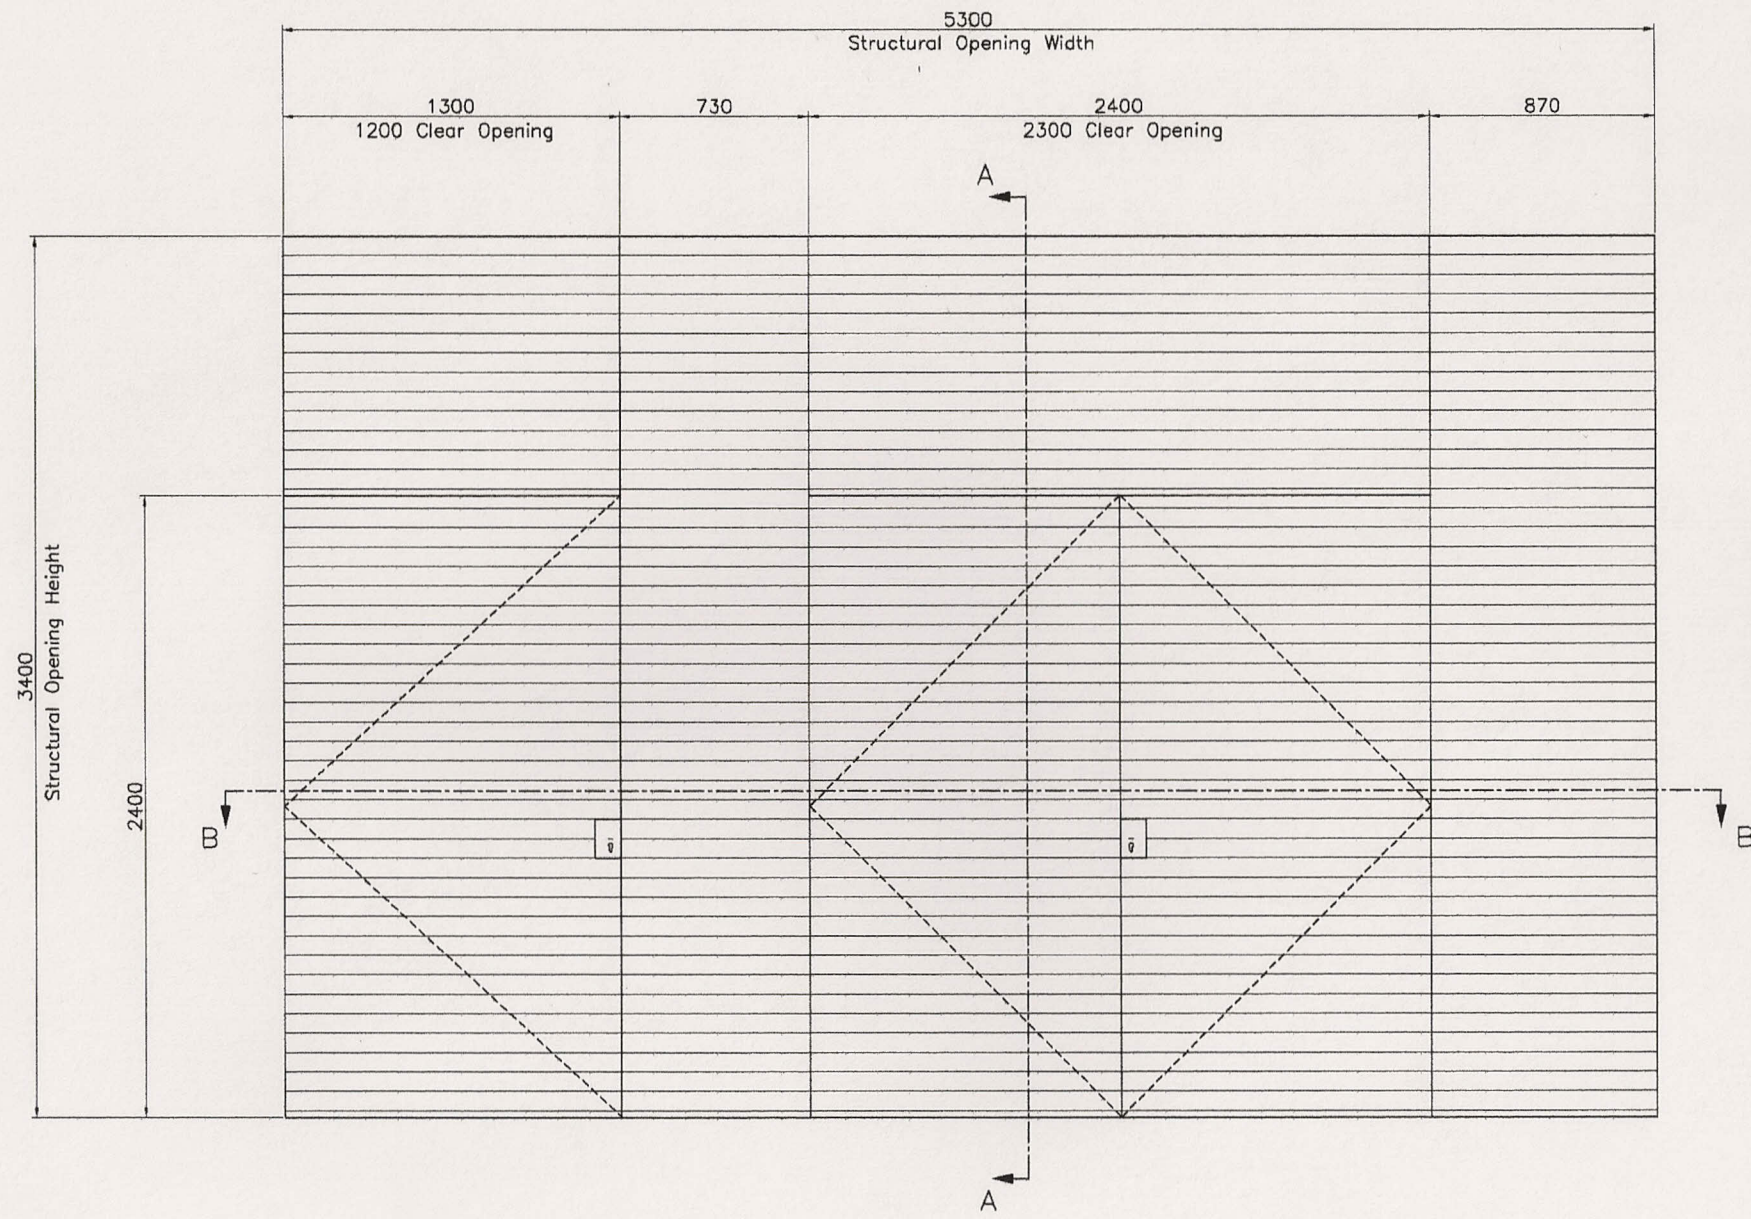 5300
Structural Opening Width
1300
1200 Clear Opening
730
2400
2300 Clear Opening
870
A
3400
Structural Opening Height
2400
B
B
A